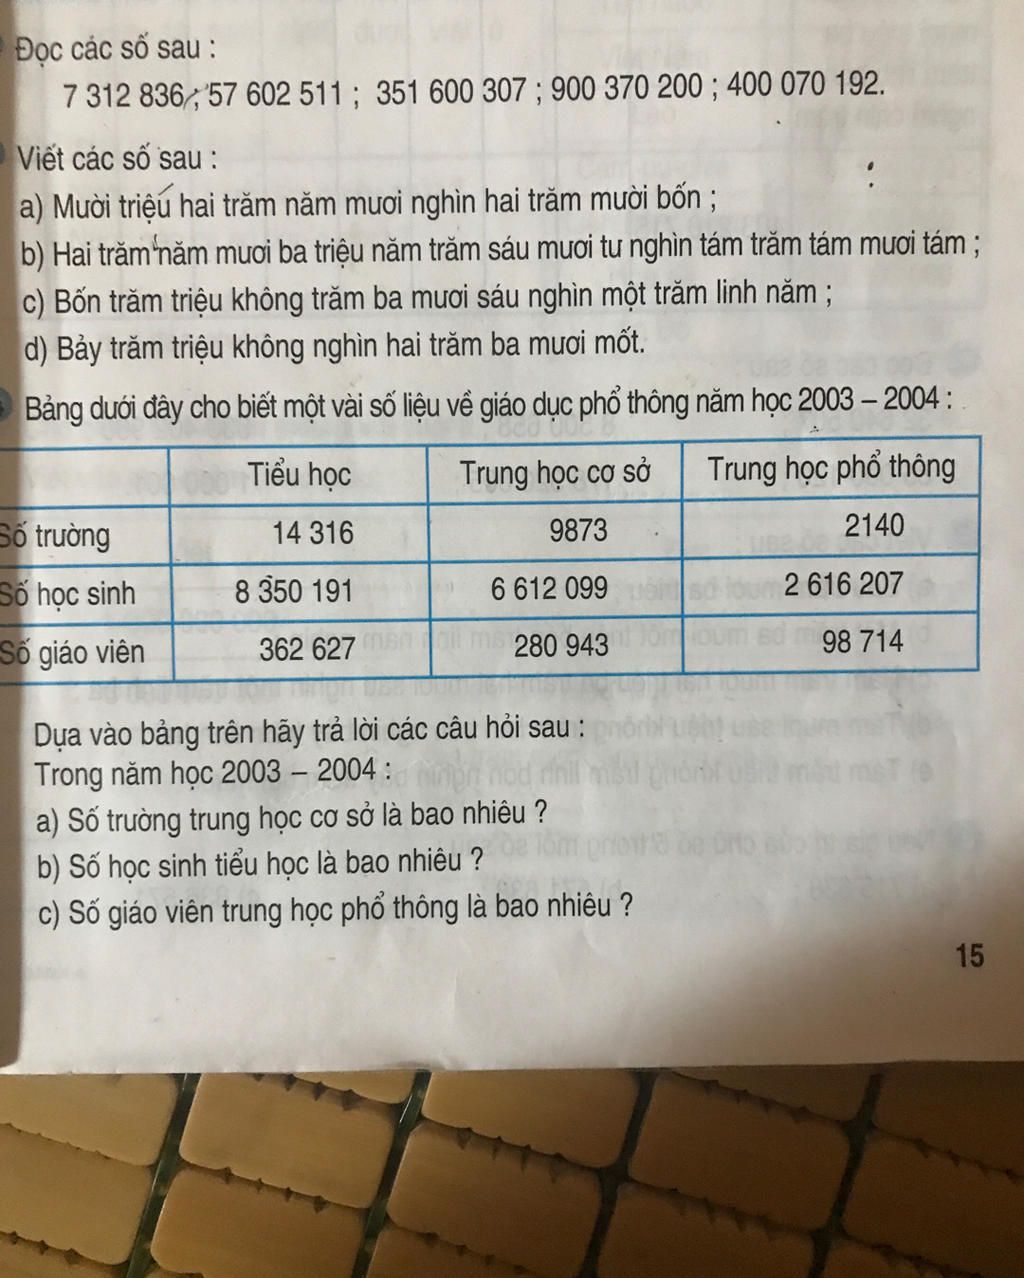 Đọc các số sau :
7 312 836 ; 57 602 511 ; 351 600 307 ; 900 370 200 ; 400 070 192.
Viết các số sau :
a) Mười triệu hai trăm năm mươi nghìn hai trăm mười bốn ;
b) Hai trăm năm mươi ba triệu năm trăm sáu mươi tư nghìn tám trăm tám mươi tám ;
c) Bốn trăm triệu không trăm ba mươi sáu nghìn một trăm linh năm ;
d) Bảy trăm triệu không nghìn hai trăm ba mươi mốt.
Bảng dưới đây cho biết một vài số liệu về giáo dục phổ thông năm học 2003 – 2004 :
Tiểu học Trung học cơ sở Trung học phổ thông
Số trường 14 316 9873 2140
Số học sinh 8 350 191 6 612 099 2 616 207
Số giáo viên 362 627 280 943 98 714
Dựa vào bảng trên hãy trả lời các câu hỏi sau :
Trong năm học 2003 – 2004 :
a) Số trường trung học cơ sở là bao nhiêu ?
b) Số học sinh tiểu học là bao nhiêu ?
c) Số giáo viên trung học phổ thông là bao nhiêu ?
15